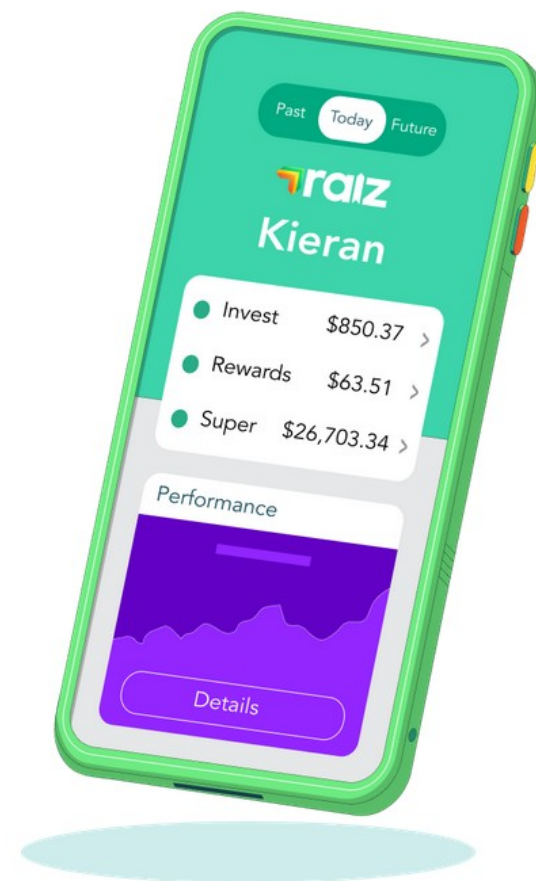 Past Today Future
raiz
Kieran
Invest $850.37
Rewards $63.51
Super $26,703.34
Performance
Details